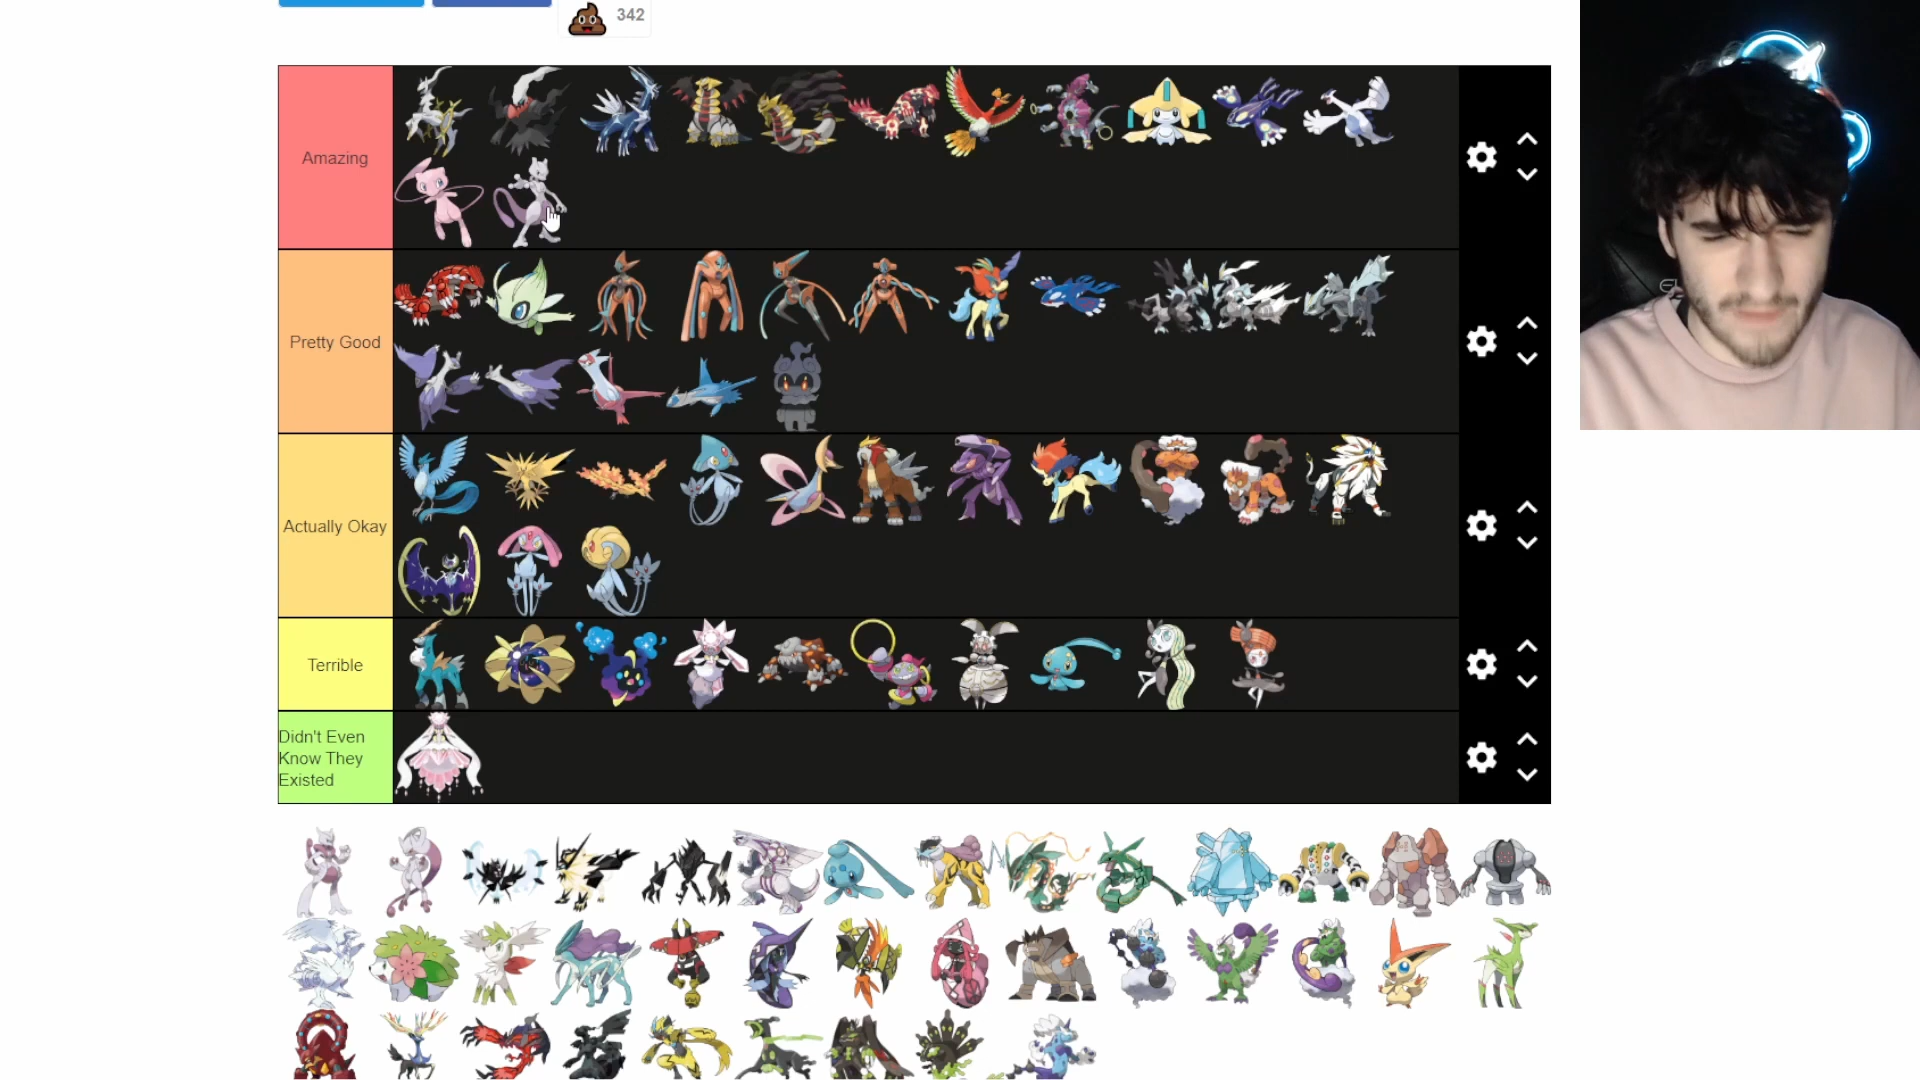 342
Amazing
Pretty Good
Actually Okay
Terrible
Didn't Even
Know They
Existed